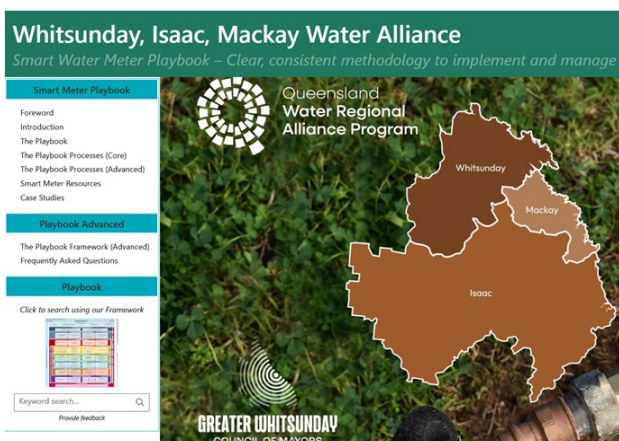 Whitsunday, Isaac, Mackay Water Alliance
Smart Water Meter Playbook – Clear, consistent methodology to implement and manage
Smart Meter Playbook
Foreword
Introduction
The Playbook
The Playbook Processes (Core)
The Playbook Processes (Advanced)
Smart Meter Resources
Case Studies
Playbook Advanced
The Playbook Framework (Advanced)
Frequently Asked Questions
Playbook
Click to search using our Framework
Keyword search...
Provide feedback
Queensland
Water Regional
Alliance Program
Whitsunday
Mackay
Isaac
GREATER WHITSUNDAY
COUNCIL OF MAYORS